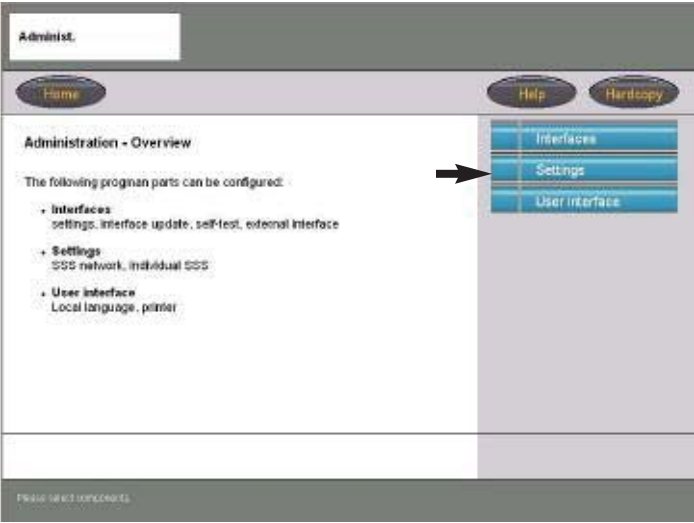 Administ.
Home
Help
Hardcopy
Administration - Overview
The following progman parts can be configured:
• Interfaces
settings, interface update, self-test, external interface
• Settings
SSS network, individual SSS
• User interface
Local language, printer
Interfaces
Settings
User interface
Please select components.